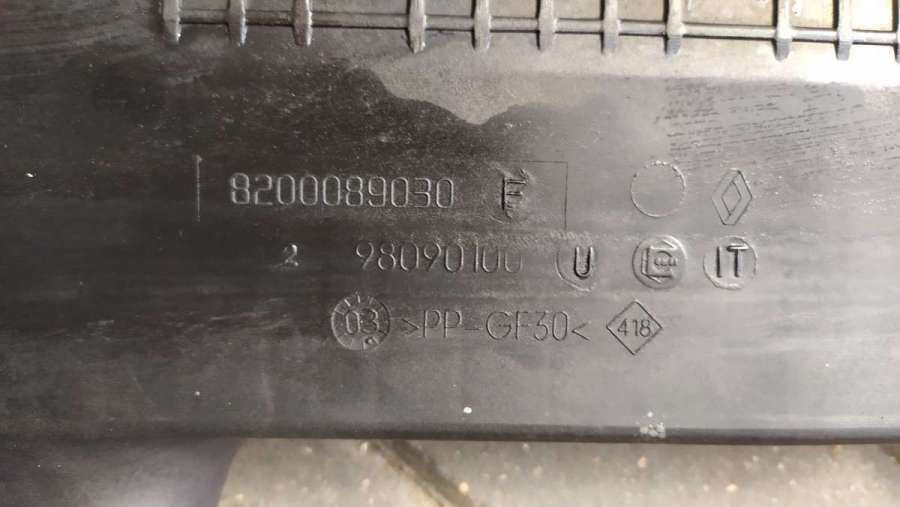 8200089030 E
2 98090100 U IT
03 >PP-GF30< 418